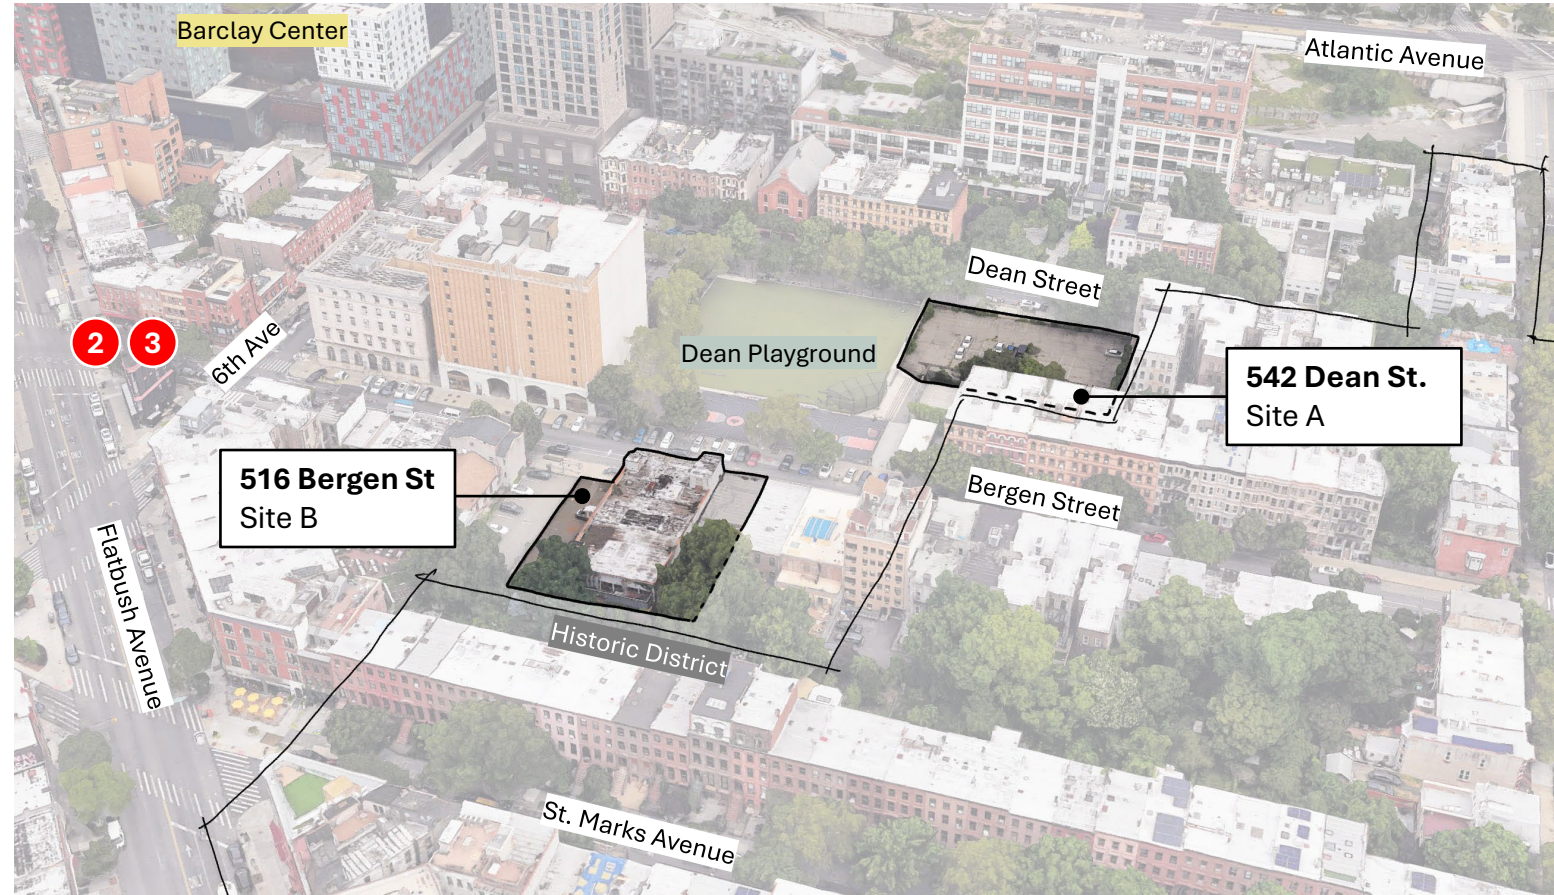 Barclay Center
Atlantic Avenue
Dean Street
2 3
6th Ave
Dean Playground
542 Dean St.
Site A
516 Bergen St
Site B
Bergen Street
Flatbush Avenue
Historic District
St. Marks Avenue